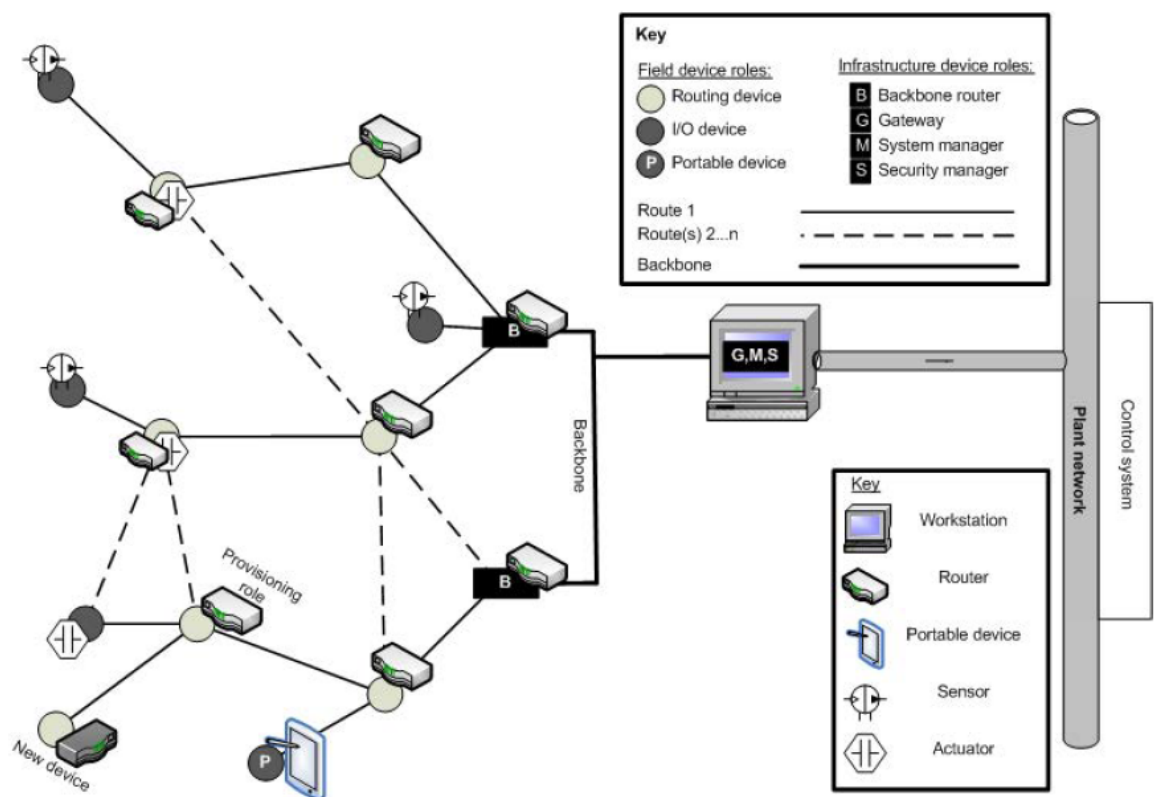 Key
Field device roles:
Routing device
I/O device
P
Portable device
Infrastructure device roles:
B Backbone router
G Gateway
M System manager
S Security manager
Route 1
Route(s) 2...n
Backbone
B
G,M,S
Backbone
B
Provisioning
role
New device
P
Plant network
Control system
Key
Workstation
Router
Portable device
Sensor
Actuator